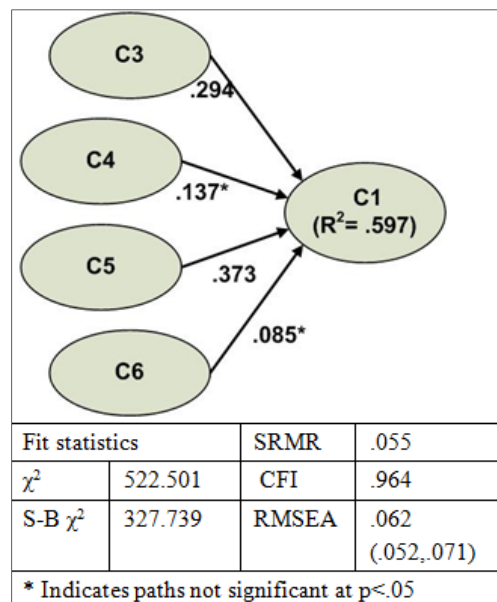 C3
.294
C4
.137*
C1
(R²= .597)
C5
.373
.085*
C6
Fit statistics SRMR .055
χ² 522.501 CFI .964
S-B χ² 327.739 RMSEA .062
(.052,.071)
* Indicates paths not significant at p<.05